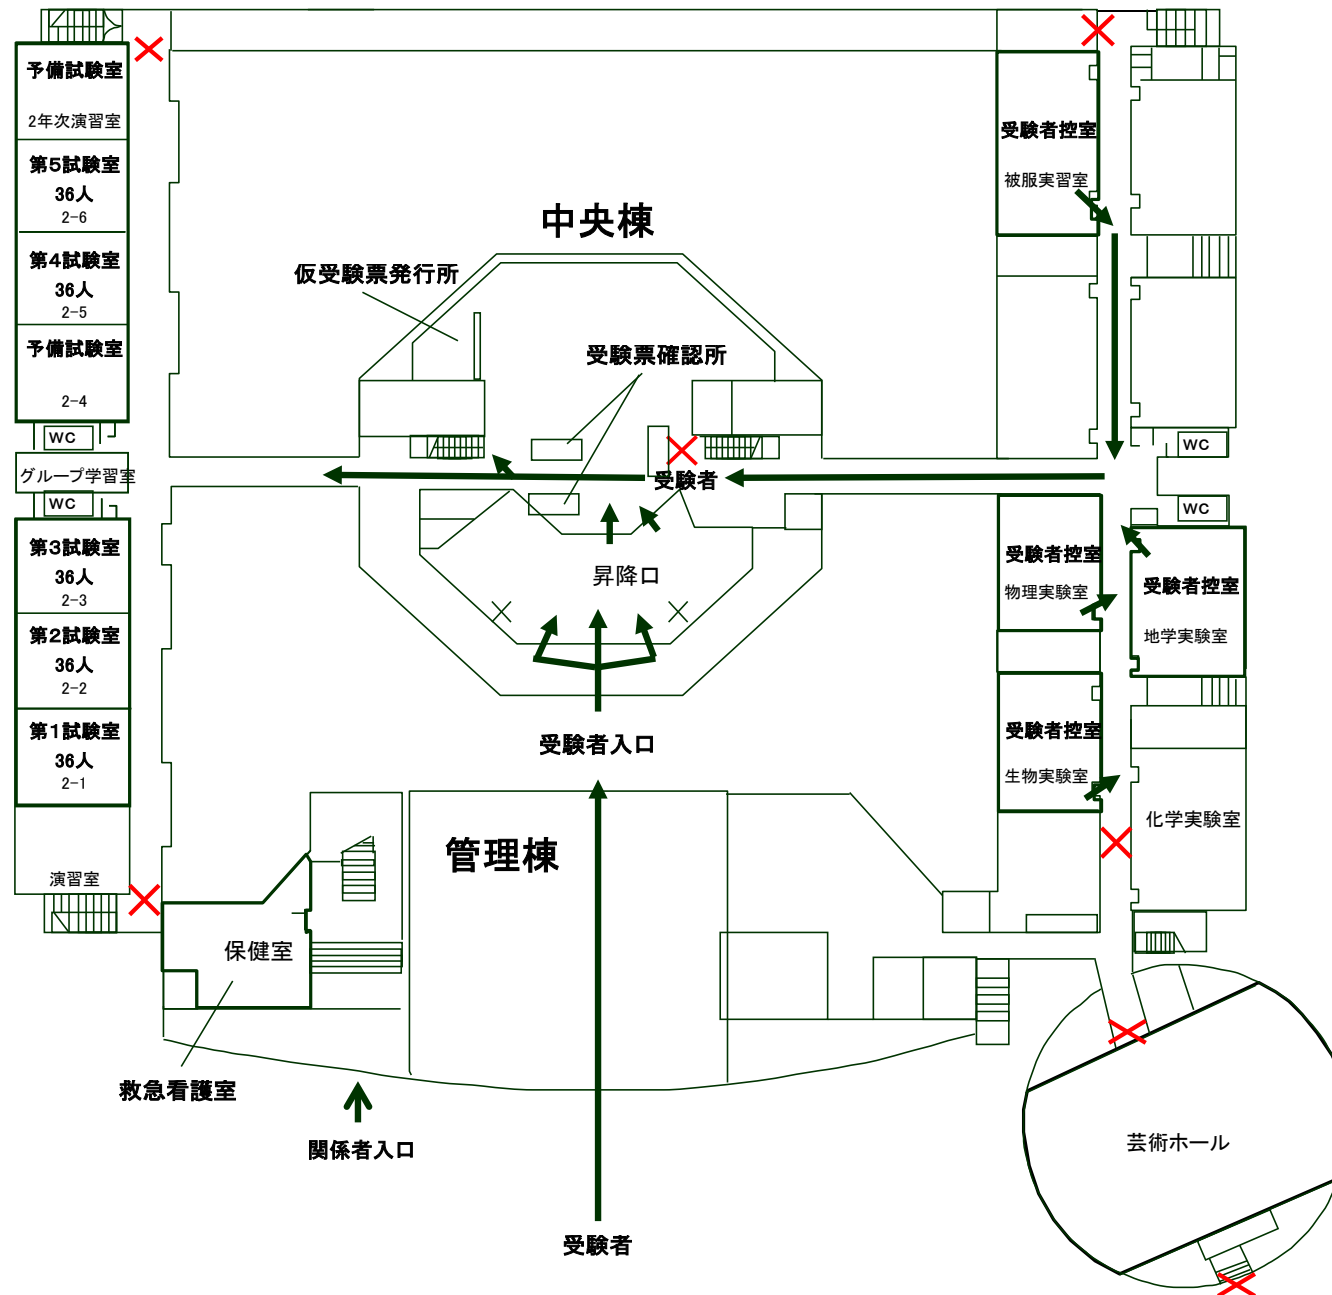 予備試験室
2年次演習室
第5試験室
36人
2-6
第4試験室
36人
2-5
予備試験室
2-4
WC
グループ学習室
WC
第3試験室
36人
2-3
第2試験室
36人
2-2
第1試験室
36人
2-1
演習室
中央棟
仮受験票発行所
受験票確認所
受験者
昇降口
受験者入口
管理棟
保健室
救急看護室
関係者入口
受験者
受験者控室
被服実習室
WC
WC
受験者控室
物理実験室
受験者控室
地学実験室
受験者控室
生物実験室
化学実験室
芸術ホール